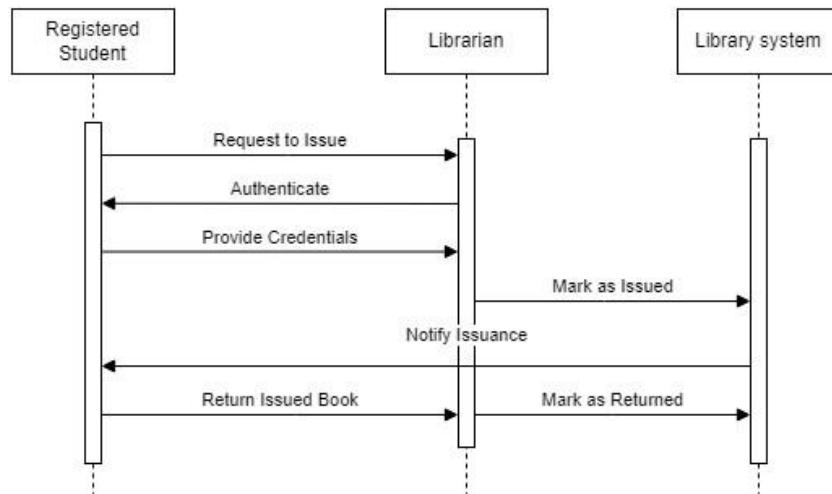 Registered
Student
Librarian
Library system
Request to Issue
Authenticate
Provide Credentials
Mark as Issued
Notify Issuance
Return Issued Book
Mark as Returned